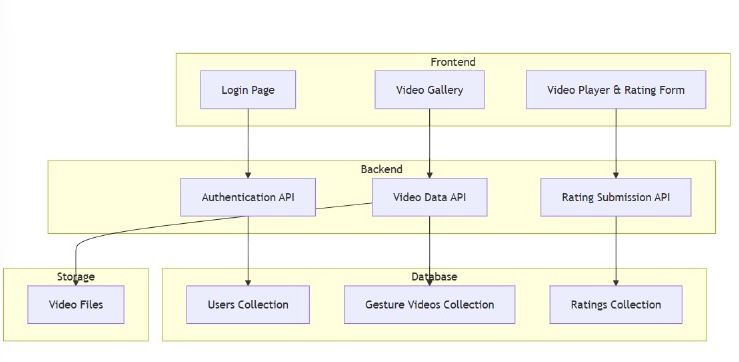 Frontend
Login Page
Video Gallery
Video Player & Rating Form
Backend
Authentication API
Video Data API
Rating Submission API
Storage
Database
Video Files
Users Collection
Gesture Videos Collection
Ratings Collection